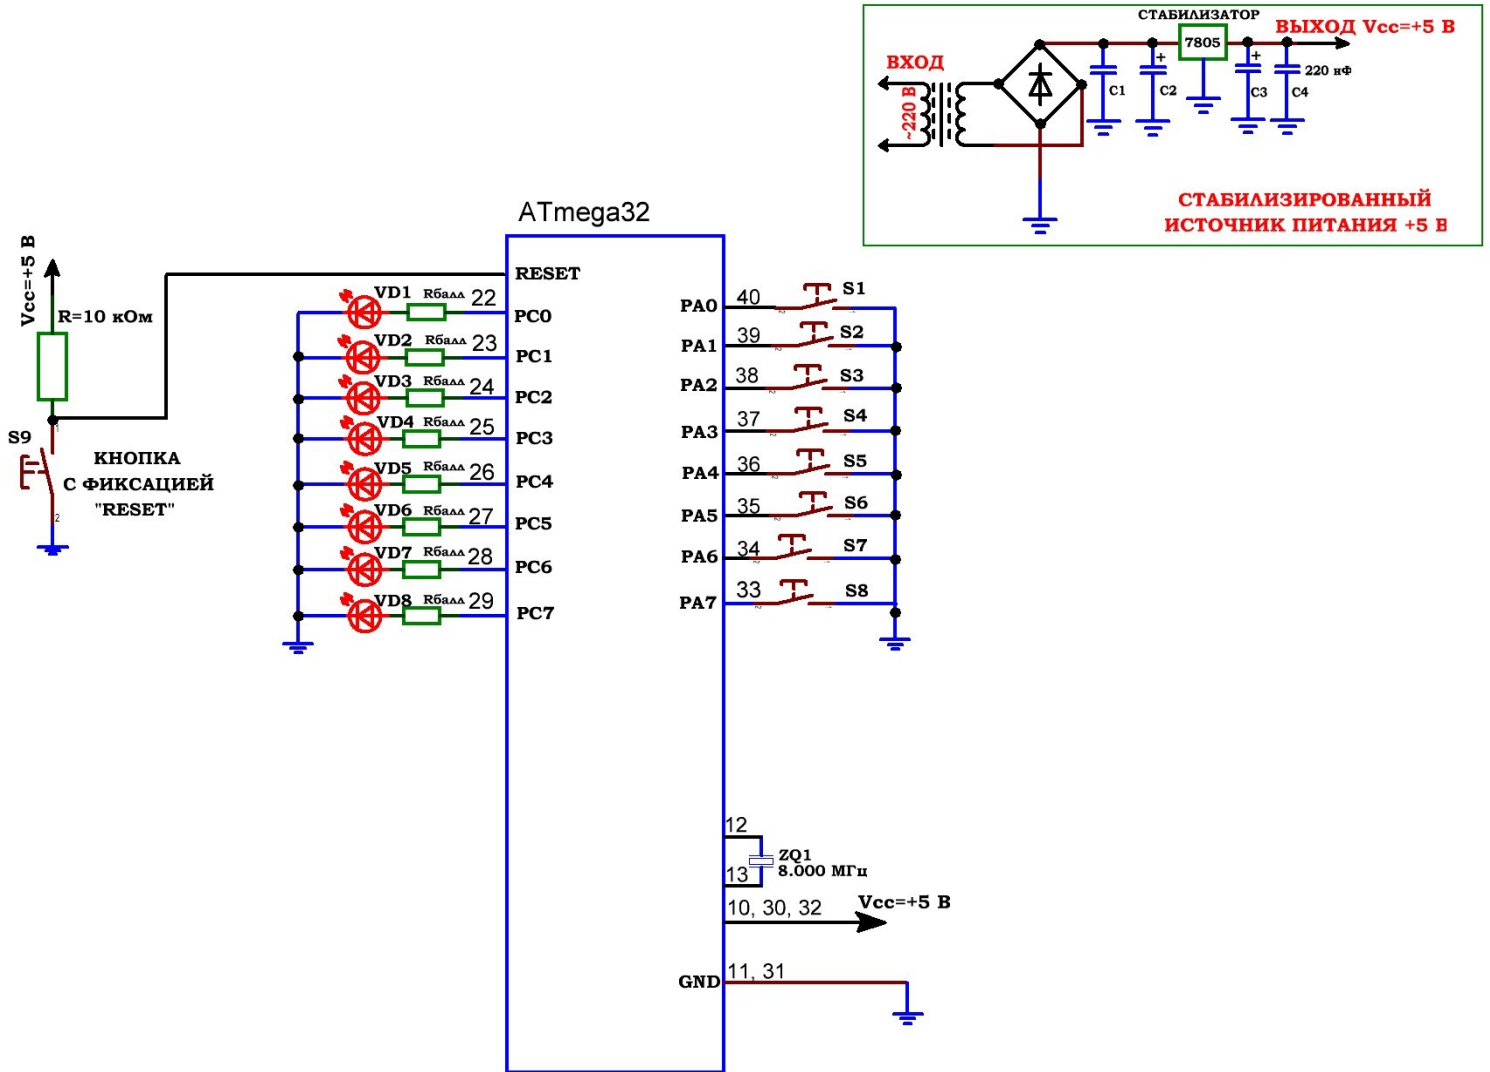 СТАБИЛИЗАТОР
7805
ВЫХОД Vcc=+5 В
ВХОД
~220 В
C1
+
C2
+
C3
C4
220 нФ
СТАБИЛИЗИРОВАННЫЙ
ИСТОЧНИК ПИТАНИЯ +5 В
ATmega32
Vcc=+5 В
R=10 кОм
1
S9
2
КНОПКА
С ФИКСАЦИЕЙ
"RESET"
RESET
VD1 Rбалл 22 PC0
VD2 Rбалл 23 PC1
VD3 Rбалл 24 PC2
VD4 Rбалл 25 PC3
VD5 Rбалл 26 PC4
VD6 Rбалл 27 PC5
VD7 Rбалл 28 PC6
VD8 Rбалл 29 PC7
PA0 40 S1
PA1 39 S2
PA2 38 S3
PA3 37 S4
PA4 36 S5
PA5 35 S6
PA6 34 S7
PA7 33 S8
12
ZQ1
8.000 МГц
13
10, 30, 32
Vcc=+5 В
GND 11, 31